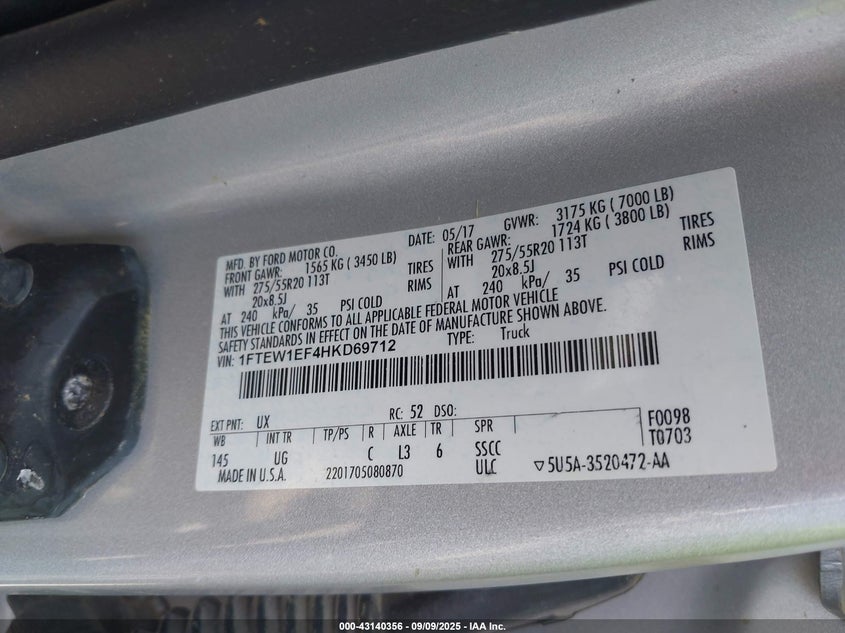 MFD. BY FORD MOTOR CO. DATE: 05/17 GVWR: 3175 KG ( 7000 LB)
FRONT GAWR: 1565 KG ( 3450 LB) REAR GAWR: 1724 KG ( 3800 LB)
WITH 275/55R20 113T TIRES WITH 275/55R20 113T TIRES
20x8.5J RIMS 20x8.5J RIMS
AT 240 kPa/ 35 PSI COLD AT 240 kPa/ 35 PSI COLD
THIS VEHICLE CONFORMS TO ALL APPLICABLE FEDERAL MOTOR VEHICLE
SAFETY STANDARDS IN EFFECT ON THE DATE OF MANUFACTURE SHOWN ABOVE.
VIN: 1FTEW1EF4HKD69712 TYPE: Truck
EXT PNT: UX RC: 52 DSO: F0098
WB INT TR TP/PS R AXLE TR SPR T0703
145 UG C L3 6 SSCC
MADE IN U.S.A. 2201705080870 ULC ▽5U5A-3520472-AA
000-43140356 - 09/09/2025 - IAA Inc.